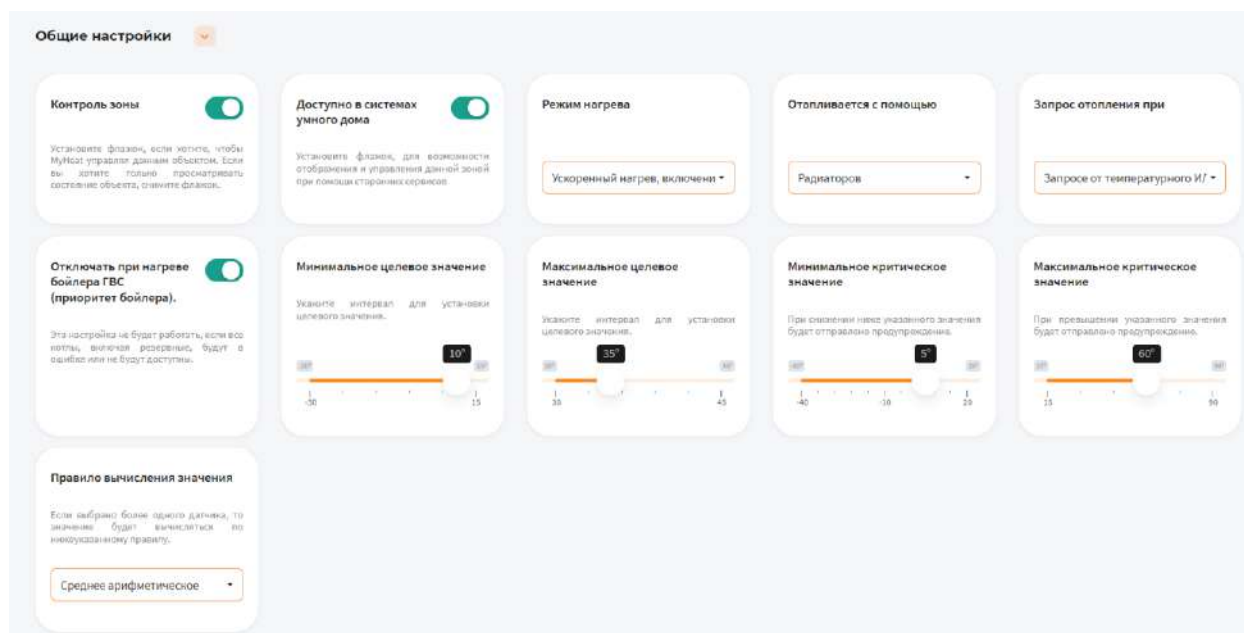 Общие настройки
Контроль зоны
Установите флажок, если хотите, чтобы
MyHeat управлял данным объектом. Если
вы хотите только просматривать
состояние объекта, снимите флажок.
Доступно в системах
умного дома
Установите флажок, для возможности
отображения и управления данной зоной
при помощи сторонних сервисов
Режим нагрева
Ускоренный нагрев, включени
Отапливается с помощью
Радиаторов
Запрос отопления при
Запросе от температурного И/
Отключать при нагреве
бойлера ГВС
(приоритет бойлера).
Эта настройка не будет работать, если все
котлы, включая резервные, будут в
ошибке или не будут доступны.
Минимальное целевое значение
Укажите интервал для установки
целевого значения.
10°
-30
15
Максимальное целевое
значение
Укажите интервал для установки
целевого значения.
35°
45
Минимальное критическое
значение
При снижении ниже указанного значения
будет отправлено предупреждение.
5°
-40
-10
20
Максимальное критическое
значение
При превышении указанного значения
будет отправлено предупреждение.
60°
15
90
Правило вычисления значения
Если выбрано более одного датчика, то
значение будет вычисляться по
нижеуказанному правилу.
Среднее арифметическое